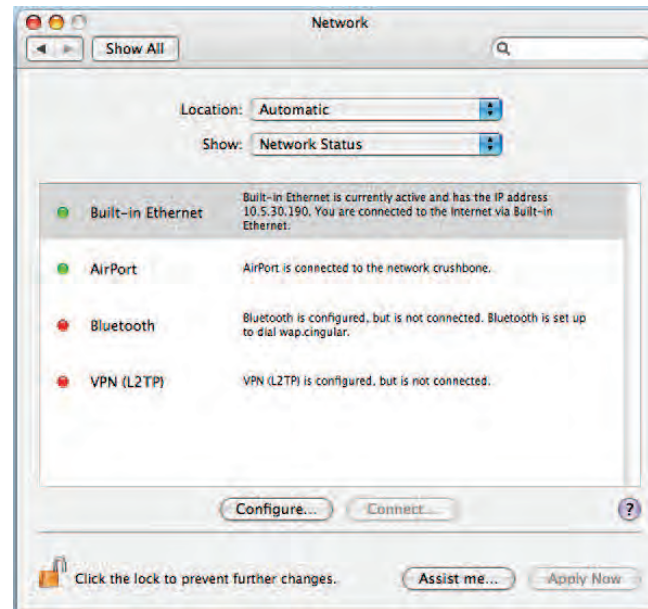 Network
Show All
Location: Automatic
Show: Network Status
Built-in Ethernet
Built-in Ethernet is currently active and has the IP address
10.5.30.190. You are connected to the Internet via Built-in
Ethernet.
AirPort
AirPort is connected to the network crushbone.
Bluetooth
Bluetooth is configured, but is not connected. Bluetooth is set up
to dial wap.cingular.
VPN (L2TP)
VPN (L2TP) is configured, but is not connected.
Configure... Connect... ?
Click the lock to prevent further changes. Assist me... Apply Now